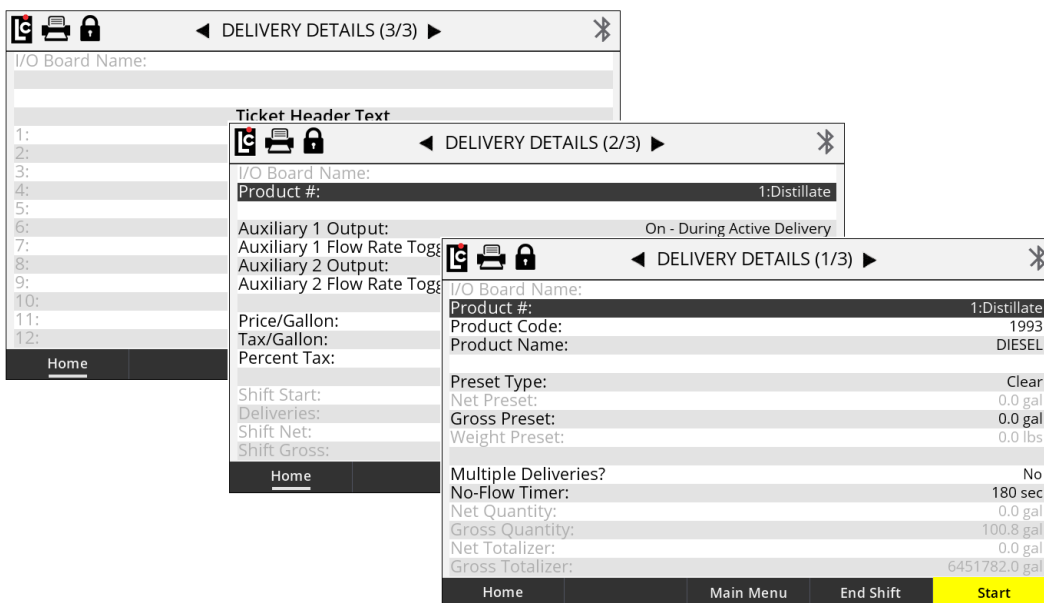 LC
DELIVERY DETAILS (3/3)
I/O Board Name:
Ticket Header Text
1:
2:
3:
4:
5:
6:
7:
8:
9:
10:
11:
12:
Home
LC
DELIVERY DETAILS (2/3)
I/O Board Name:
Product #: 1:Distillate
Auxiliary 1 Output: On - During Active Delivery
Auxiliary 1 Flow Rate Togg
Auxiliary 2 Output:
Auxiliary 2 Flow Rate Togg
Price/Gallon:
Tax/Gallon:
Percent Tax:
Shift Start:
Deliveries:
Shift Net:
Shift Gross:
Home
LC
DELIVERY DETAILS (1/3)
I/O Board Name:
Product #: 1:Distillate
Product Code: 1993
Product Name: DIESEL
Preset Type: Clear
Net Preset: 0.0 gal
Gross Preset: 0.0 gal
Weight Preset: 0.0 lbs
Multiple Deliveries? No
No-Flow Timer: 180 sec
Net Quantity: 0.0 gal
Gross Quantity: 100.8 gal
Net Totalizer: 0.0 gal
Gross Totalizer: 6451782.0 gal
Home Main Menu End Shift Start